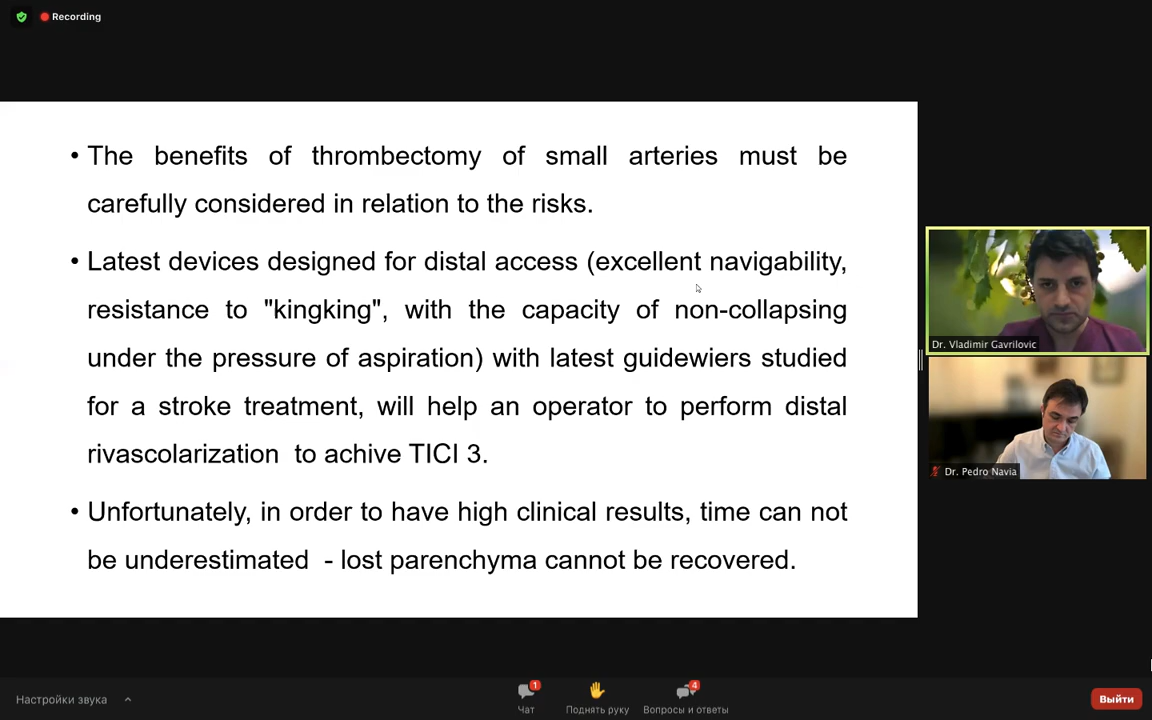 Recording
• The benefits of thrombectomy of small arteries must be
carefully considered in relation to the risks.
• Latest devices designed for distal access (excellent navigability,
resistance to "kingking", with the capacity of non-collapsing
under the pressure of aspiration) with latest guidewiers studied
for a stroke treatment, will help an operator to perform distal
rivascolarization to achive TICI 3.
• Unfortunately, in order to have high clinical results, time can not
be underestimated - lost parenchyma cannot be recovered.
Dr. Vladimir Gavrilovic
Dr. Pedro Navia
Настройки звука
1
Чат
Поднять руку
4
Вопросы и ответы
Выйти